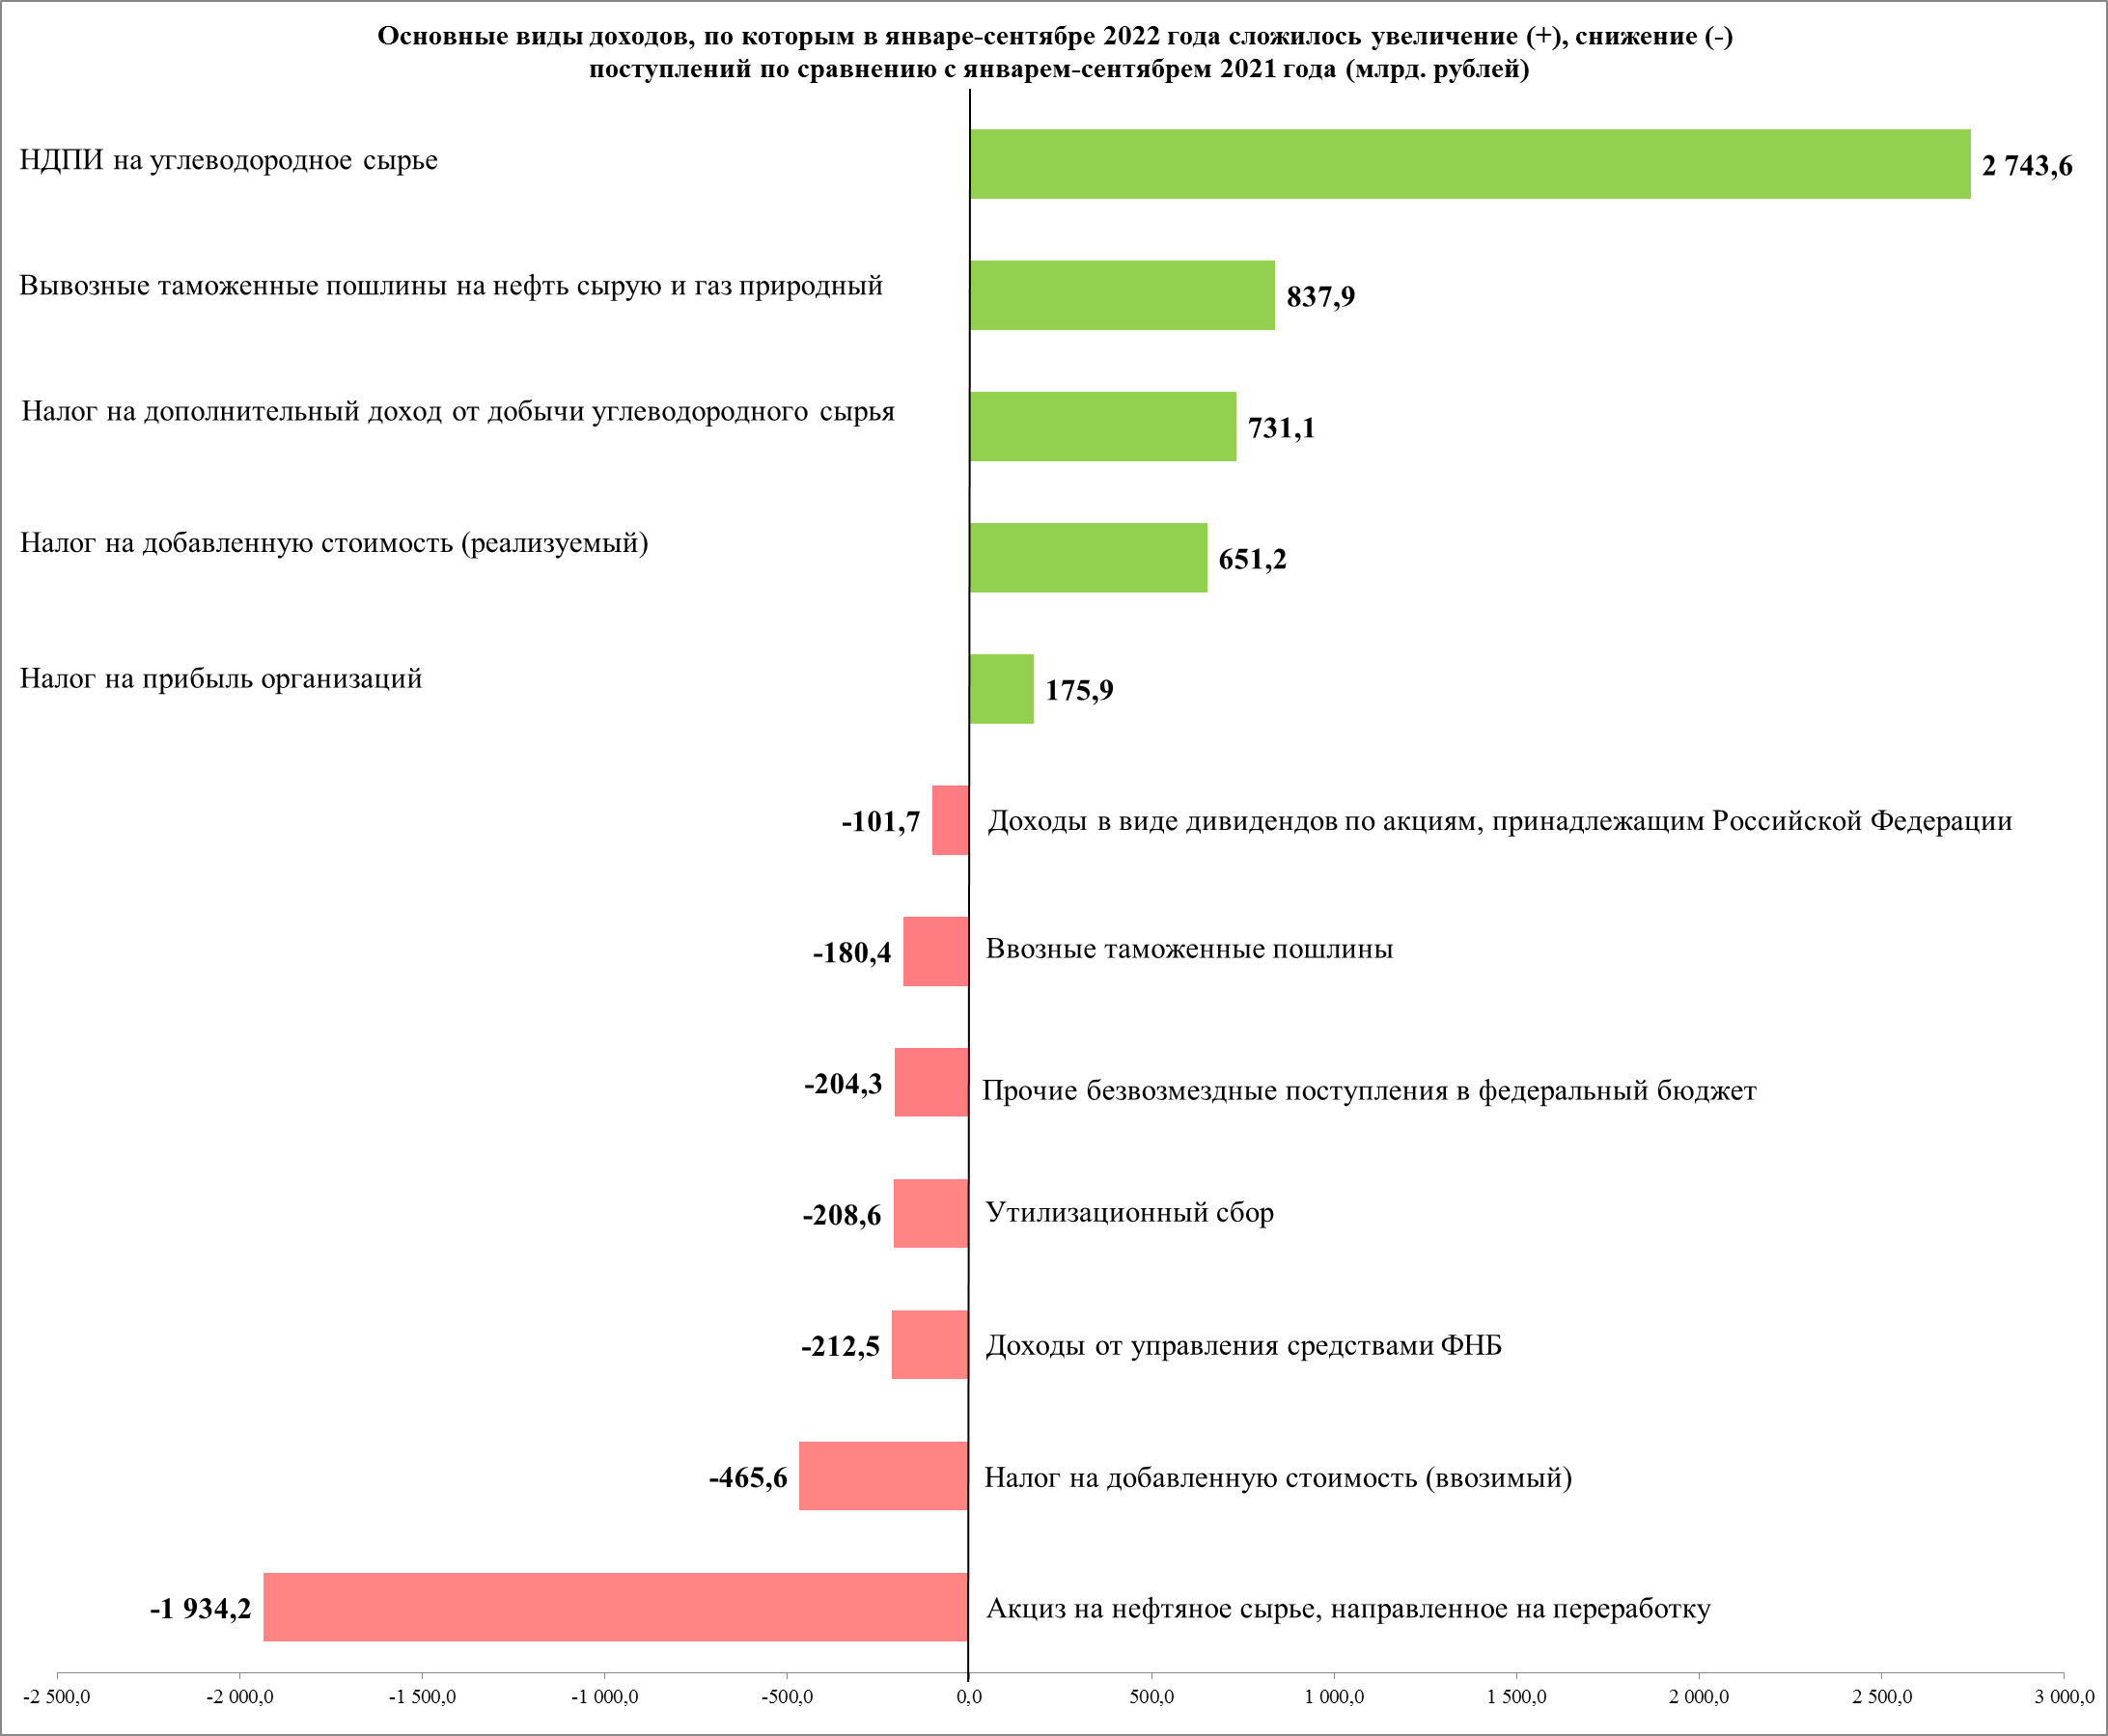 Основные виды доходов, по которым в январе-сентябре 2022 года сложилось увеличение (+), снижение (-)
поступлений по сравнению с январем-сентябрем 2021 года (млрд. рублей)
НДПИ на углеводородное сырье
2 743,6
Вывозные таможенные пошлины на нефть сырую и газ природный
837,9
Налог на дополнительный доход от добычи углеводородного сырья
731,1
Налог на добавленную стоимость (реализуемый)
651,2
Налог на прибыль организаций
175,9
-101,7 Доходы в виде дивидендов по акциям, принадлежащим Российской Федерации
-180,4 Ввозные таможенные пошлины
-204,3 Прочие безвозмездные поступления в федеральный бюджет
-208,6 Утилизационный сбор
-212,5 Доходы от управления средствами ФНБ
-465,6 Налог на добавленную стоимость (ввозимый)
-1 934,2 Акциз на нефтяное сырье, направленное на переработку
-2 500,0 -2 000,0 -1 500,0 -1 000,0 -500,0 0,0 500,0 1 000,0 1 500,0 2 000,0 2 500,0 3 000,0